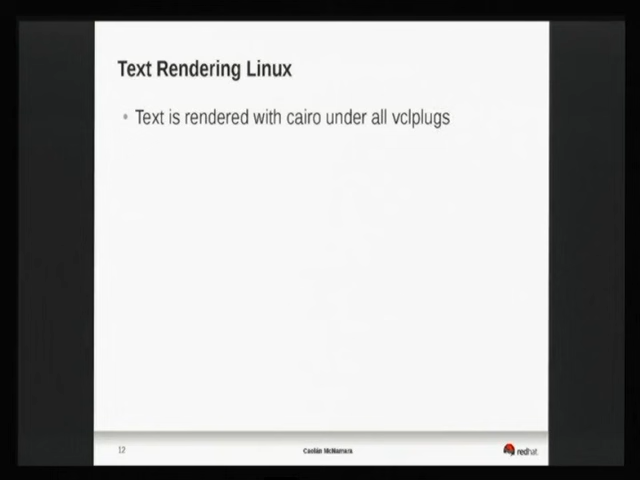 Text Rendering Linux
• Text is rendered with cairo under all vclplugs
12
Caolán McNamara
redhat.